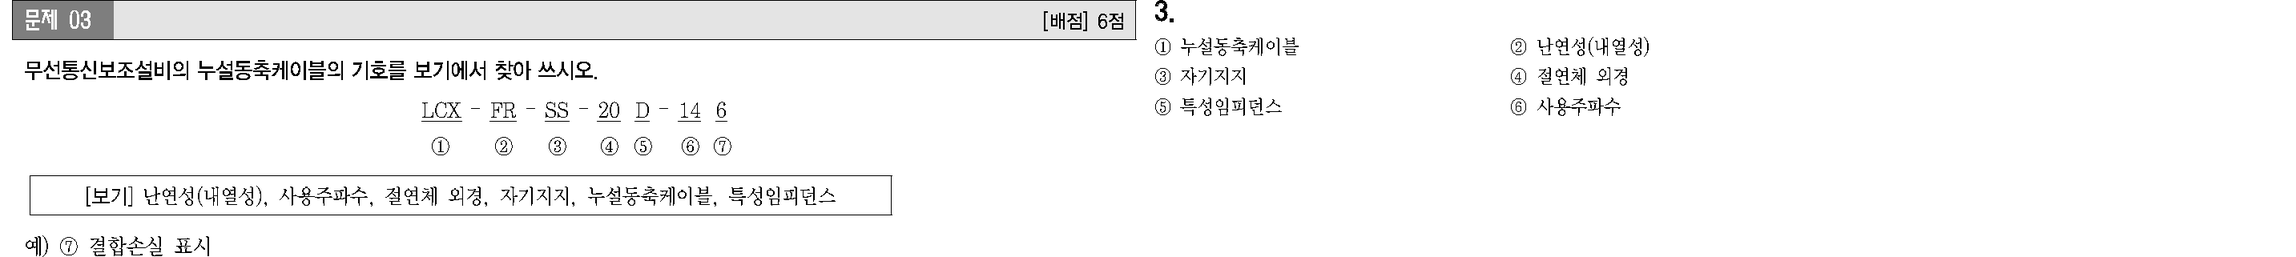 문제 03
[배점] 6점
무선통신보조설비의 누설동축케이블의 기호를 보기에서 찾아 쓰시오.
LCX - FR - SS - 20 D - 14 6
① ② ③ ④ ⑤ ⑥ ⑦
[보기] 난연성(내열성), 사용주파수, 절연체 외경, 자기지지, 누설동축케이블, 특성임피던스
예) ⑦ 결합손실 표시
3.
① 누설동축케이블 ② 난연성(내열성)
③ 자기지지 ④ 절연체 외경
⑤ 특성임피던스 ⑥ 사용주파수